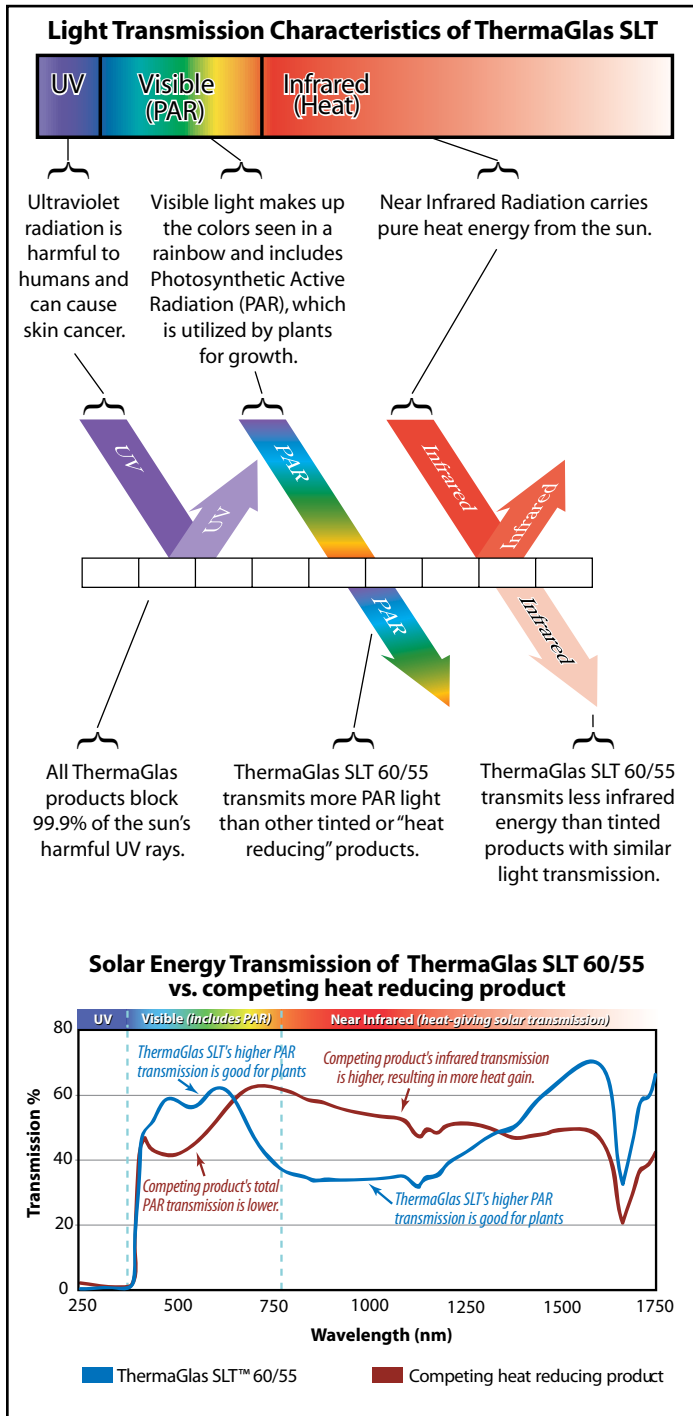 Light Transmission Characteristics of ThermaGlas SLT
UV
Visible
(PAR)
Infrared
(Heat)
Ultraviolet
radiation is
harmful to
humans and
can cause
skin cancer.
Visible light makes up
the colors seen in a
rainbow and includes
Photosynthetic Active
Radiation (PAR), which
is utilized by plants
for growth.
Near Infrared Radiation carries
pure heat energy from the sun.
UV
UV
PAR
PAR
Infrared
Infrared
Infrared
All ThermaGlas
products block
99.9% of the sun's
harmful UV rays.
ThermaGlas SLT 60/55
transmits more PAR light
than other tinted or "heat
reducing" products.
ThermaGlas SLT 60/55
transmits less infrared
energy than tinted
products with similar
light transmission.
Solar Energy Transmission of ThermaGlas SLT 60/55
vs. competing heat reducing product
UV
Visible (includes PAR)
Near Infrared (heat-giving solar transmission)
Transmission %
80
60
40
20
0
ThermaGlas SLT's higher PAR
transmission is good for plants
Competing product's infrared transmission
is higher, resulting in more heat gain.
Competing product's total
PAR transmission is lower.
ThermaGlas SLT's higher PAR
transmission is good for plants
250 500 750 1000 1250 1500 1750
Wavelength (nm)
ThermaGlas SLT™ 60/55
Competing heat reducing product